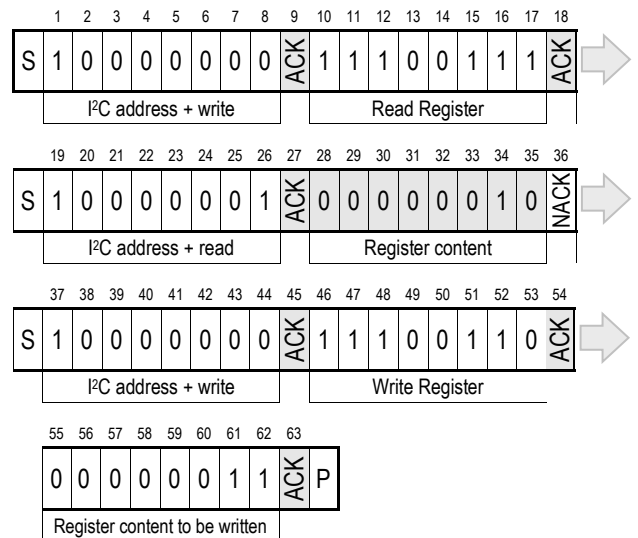 1 2 3 4 5 6 7 8 9 10 11 12 13 14 15 16 17 18
S 1 0 0 0 0 0 0 0 ACK 1 1 1 0 0 1 1 1 ACK
I²C address + write Read Register
19 20 21 22 23 24 25 26 27 28 29 30 31 32 33 34 35 36
S 1 0 0 0 0 0 0 1 ACK 0 0 0 0 0 0 1 0 NACK
I²C address + read Register content
37 38 39 40 41 42 43 44 45 46 47 48 49 50 51 52 53 54
S 1 0 0 0 0 0 0 0 ACK 1 1 1 0 0 1 1 0 ACK
I²C address + write Write Register
55 56 57 58 59 60 61 62 63
0 0 0 0 0 0 1 1 ACK P
Register content to be written